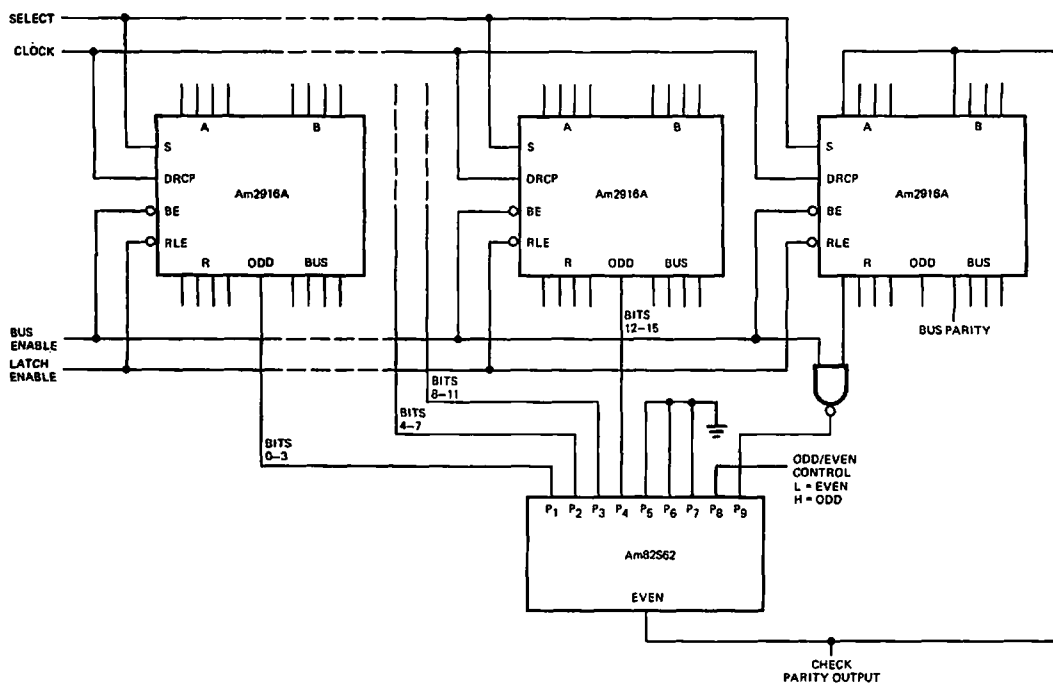 SELECT
CLOCK
A
B
S
DRCP
Am2916A
BE
RLE
R
ODD
BUS
A
B
S
DRCP
Am2916A
BE
RLE
R
ODD
BUS
A
B
S
DRCP
Am2916A
BE
RLE
R
ODD
BUS
BUS
ENABLE
LATCH
ENABLE
BITS
12–15
BUS PARITY
BITS
8–11
BITS
4–7
BITS
0–3
ODD/EVEN
CONTROL
L = EVEN
H = ODD
P1 P2 P3 P4 P5 P6 P7 P8 P9
Am82S62
EVEN
CHECK
PARITY OUTPUT